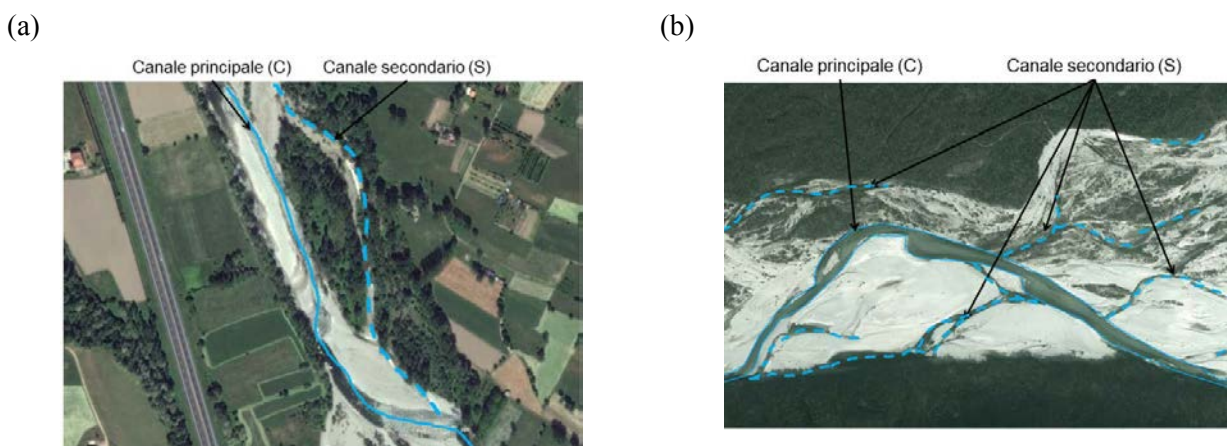 (a)
(b)
Canale principale (C) Canale secondario (S)
Canale principale (C) Canale secondario (S)